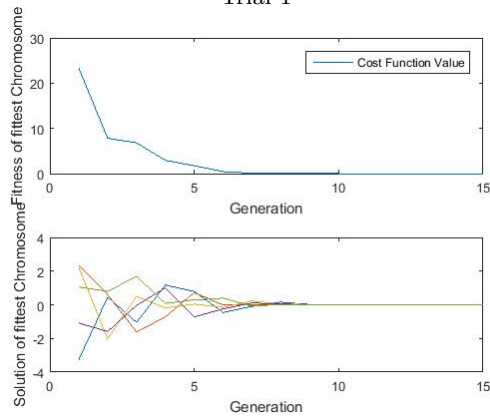 Trial 1
Fitness of fittest Chromosome
30
20
10
0
Cost Function Value
0
5
10
15
Generation
Solution of fittest Chromosome
4
2
0
-2
-4
0
5
10
15
Generation